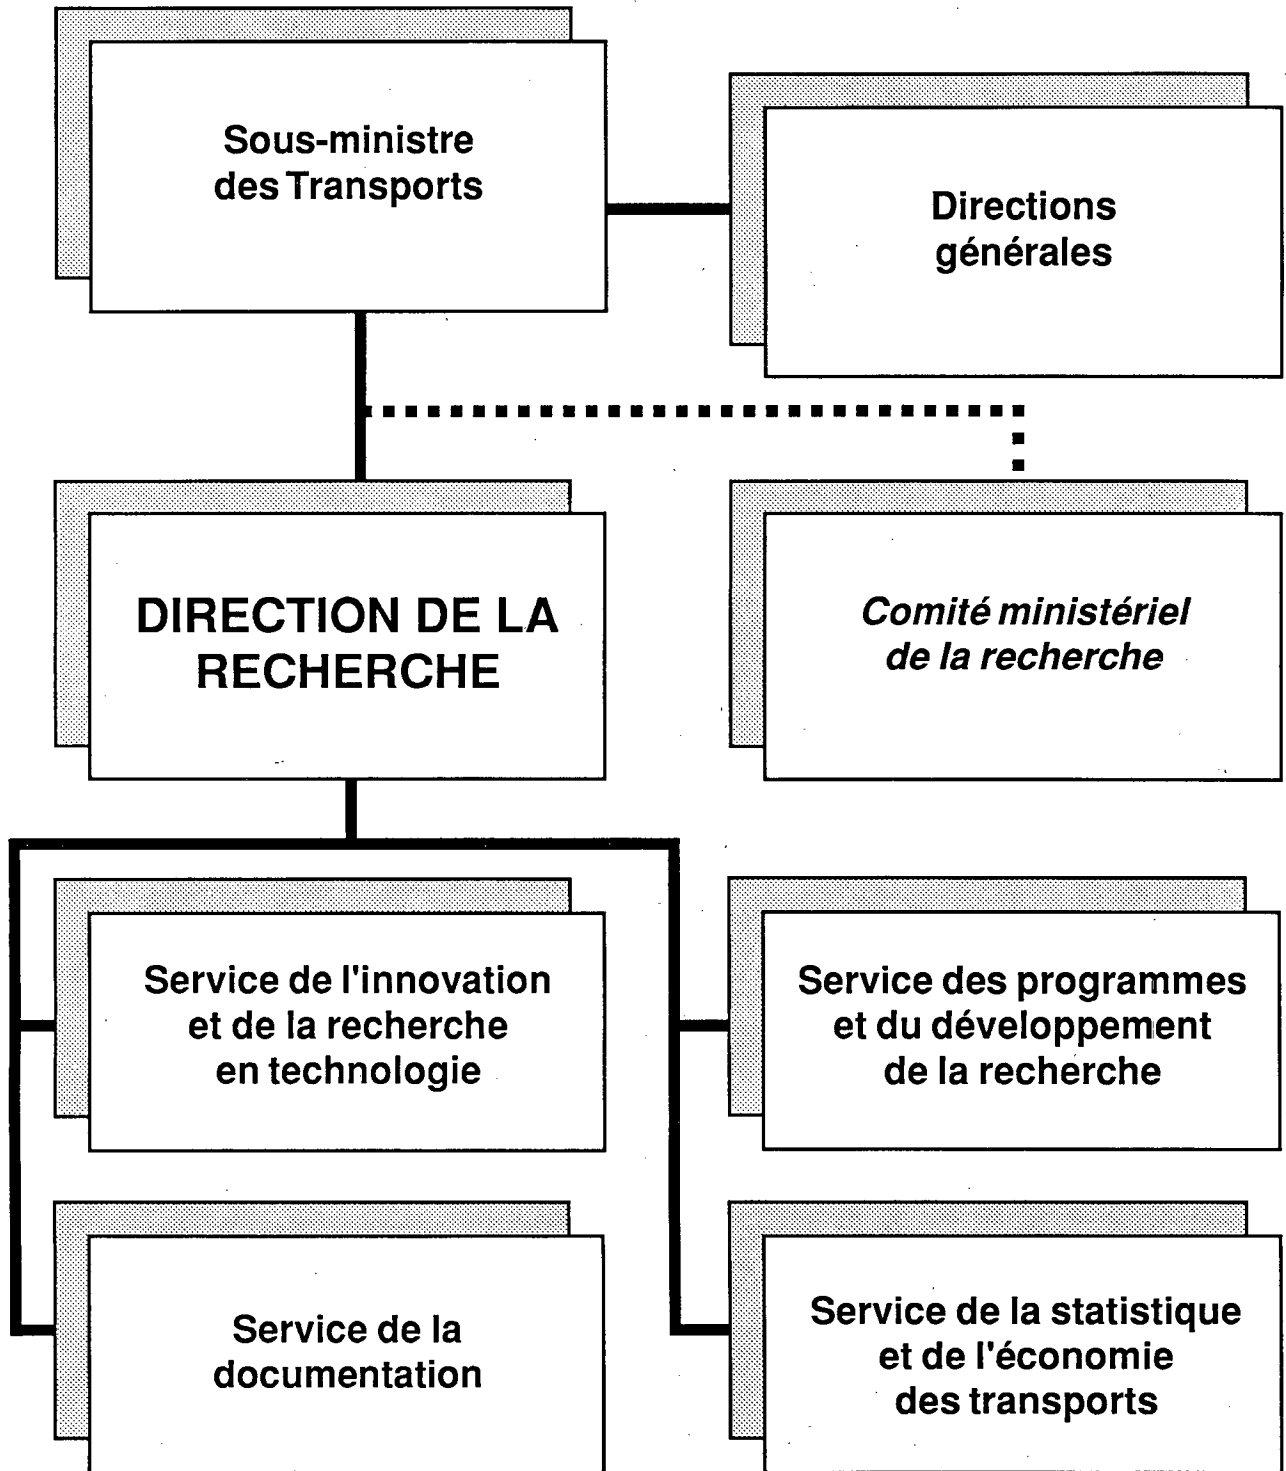 Sous-ministre
des Transports
Directions
générales
DIRECTION DE LA
RECHERCHE
Comité ministériel
de la recherche
Service de l'innovation
et de la recherche
en technologie
Service des programmes
et du développement
de la recherche
Service de la
documentation
Service de la statistique
et de l'économie
des transports